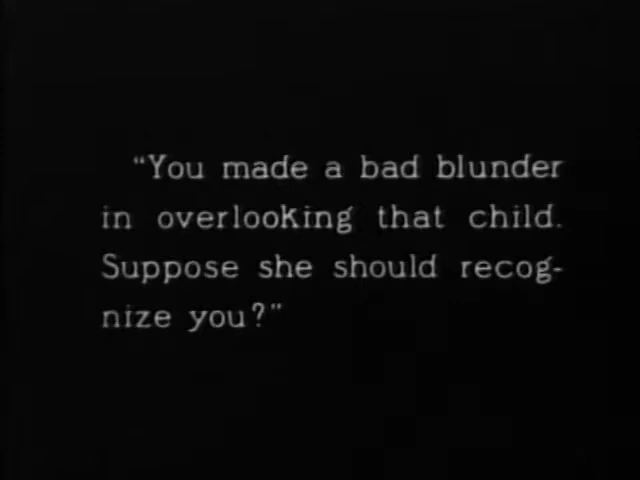 “You made a bad blunder
in overlooking that child.
Suppose she should recog-
nize you?”